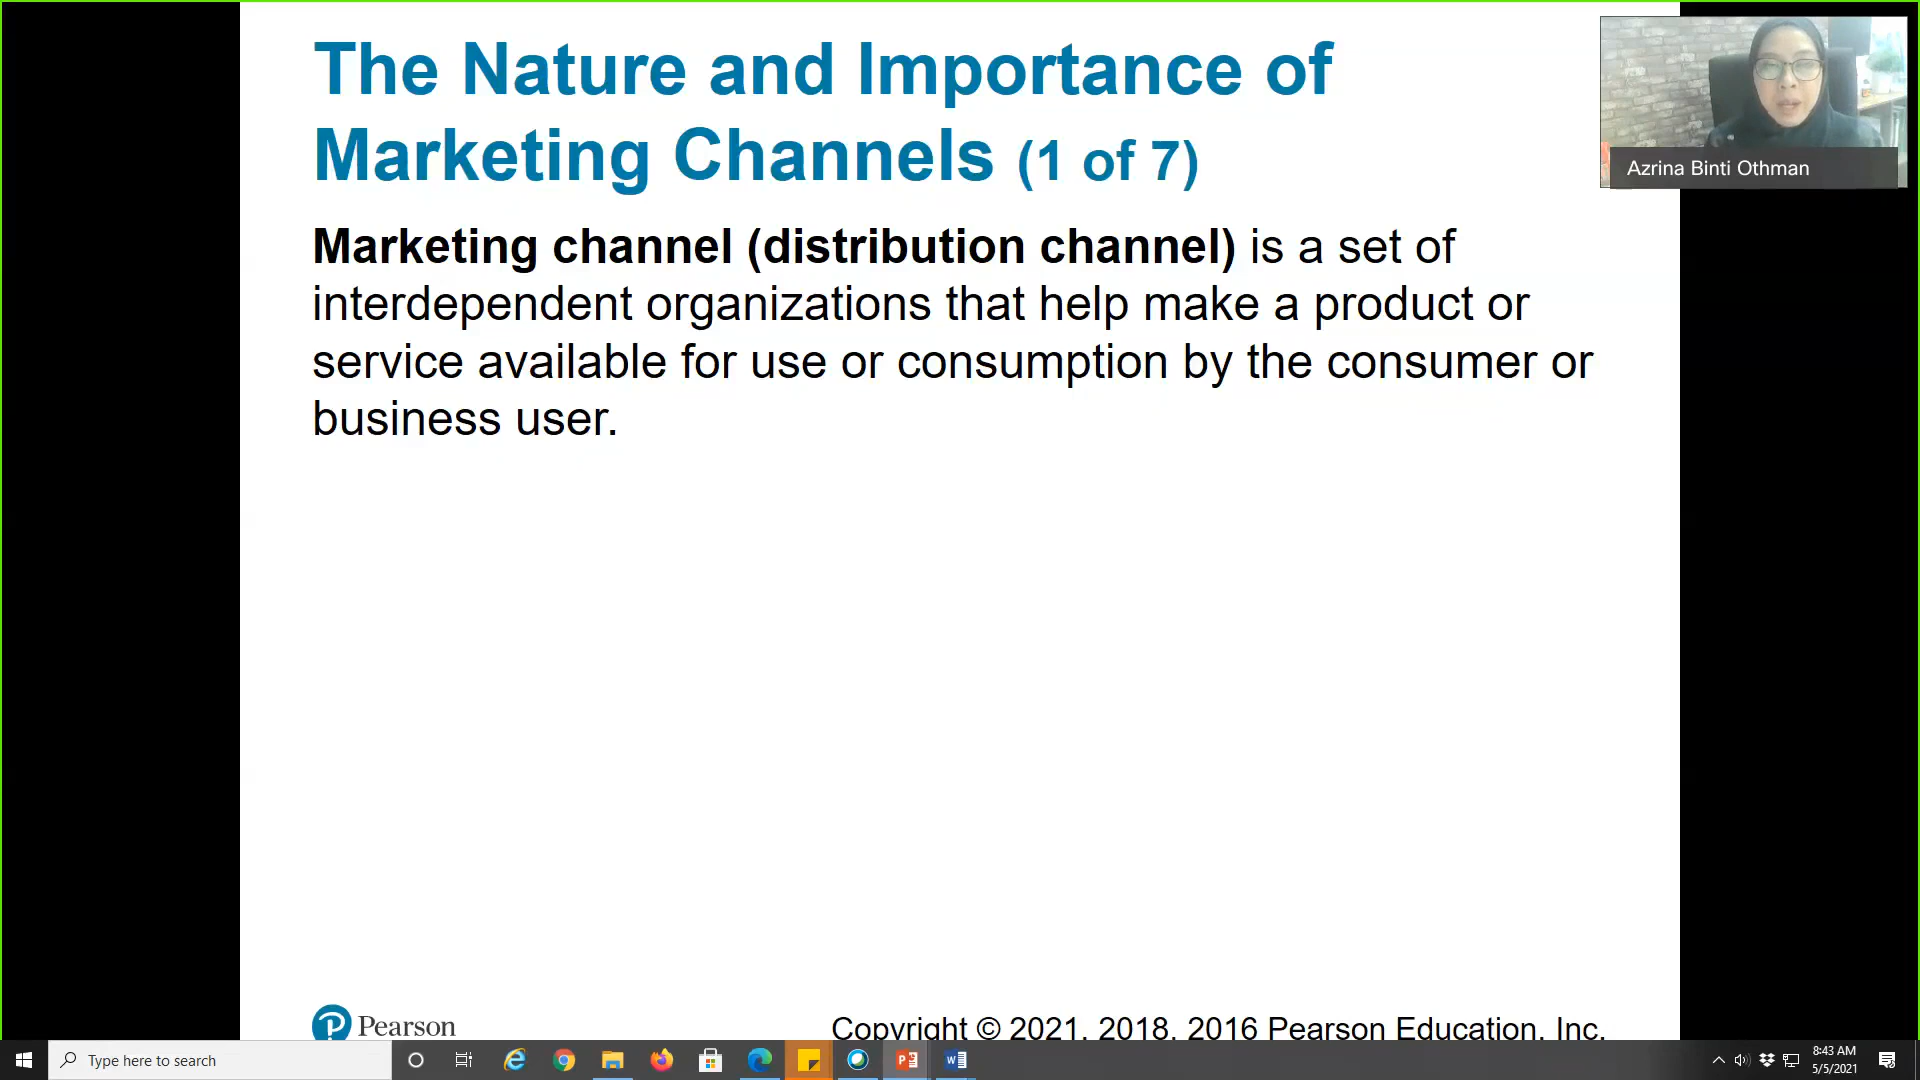 The Nature and Importance of
Marketing Channels (1 of 7)
Azrina Binti Othman
Marketing channel (distribution channel) is a set of
interdependent organizations that help make a product or
service available for use or consumption by the consumer or
business user.
Pearson
Copyright © 2021, 2018, 2016 Pearson Education, Inc.
Type here to search
8:43 AM
5/5/2021